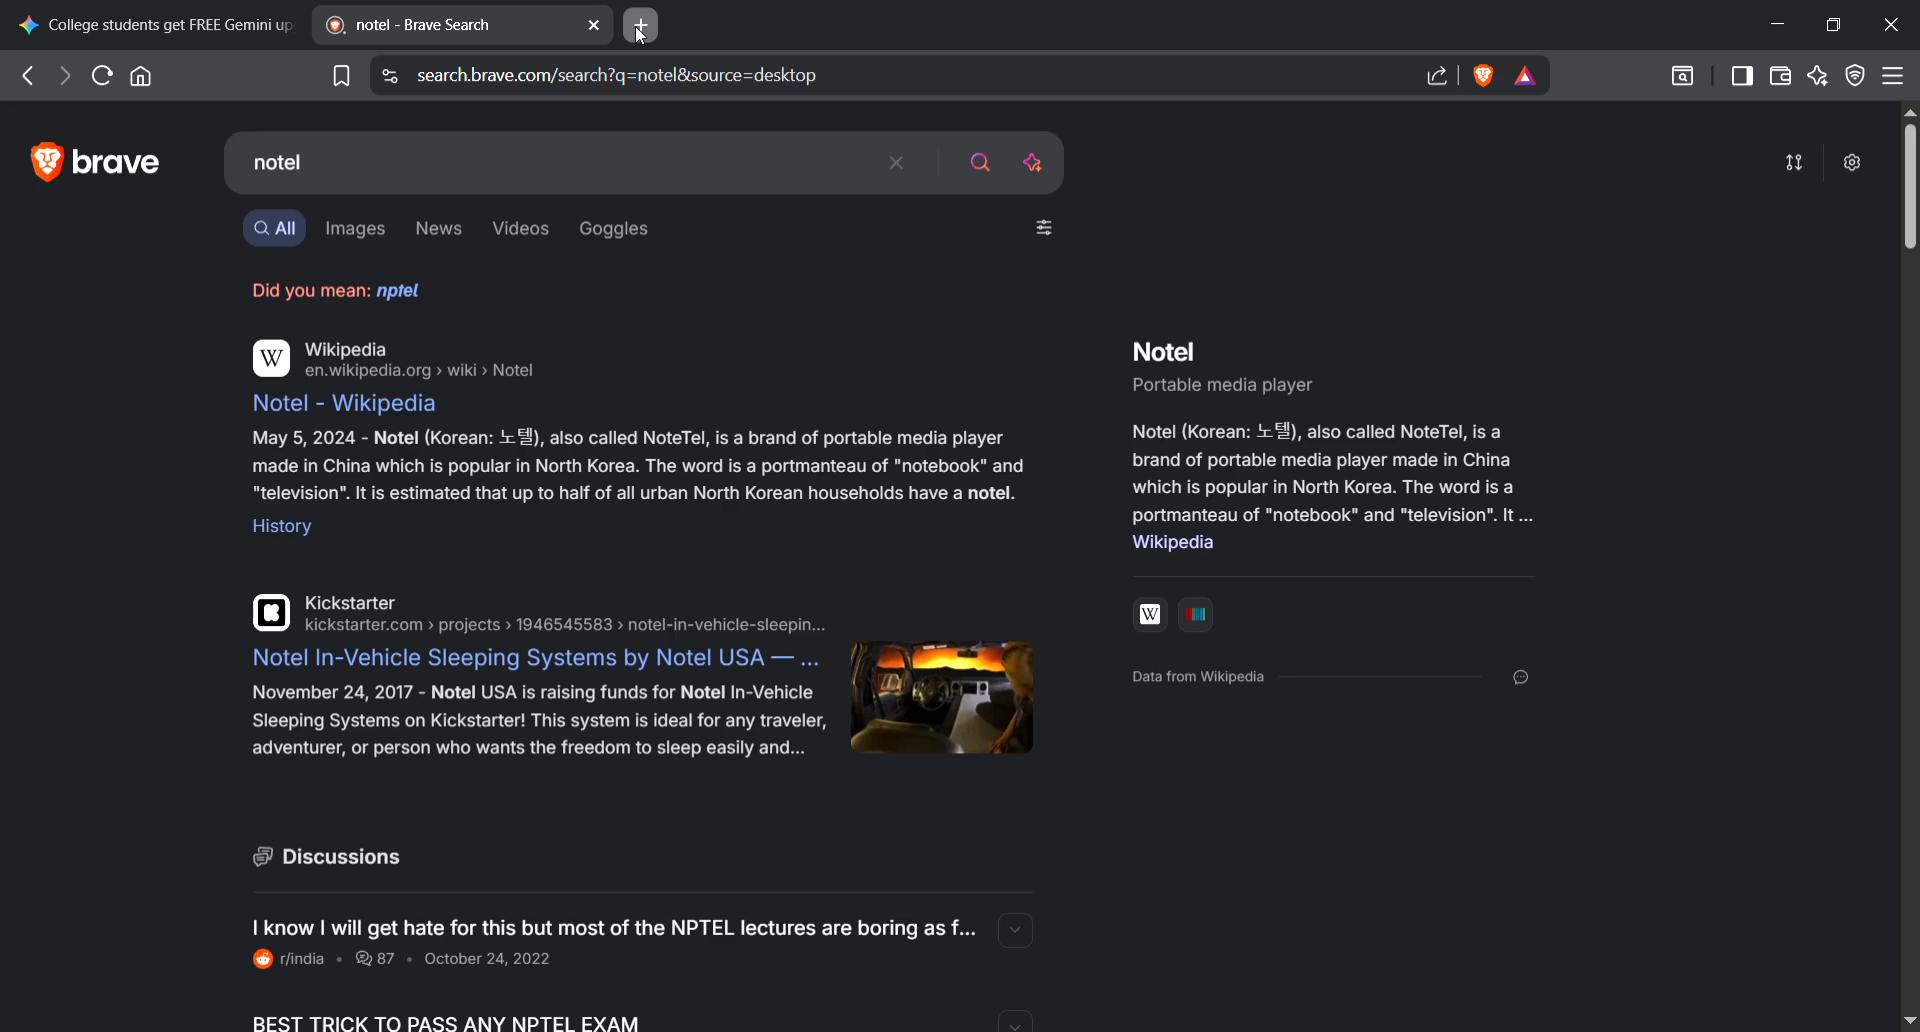 College students get FREE Gemini up
notel - Brave Search
search.brave.com/search?q=notel&source=desktop
brave
notel
All Images News Videos Goggles
Did you mean: nptel
Wikipedia
en.wikipedia.org › wiki › Notel
Notel - Wikipedia
May 5, 2024 - Notel (Korean: 노텔), also called NoteTel, is a brand of portable media player
made in China which is popular in North Korea. The word is a portmanteau of "notebook" and
"television". It is estimated that up to half of all urban North Korean households have a notel.
History
Kickstarter
kickstarter.com › projects › 1946545583 › notel-in-vehicle-sleepin...
Notel In-Vehicle Sleeping Systems by Notel USA — ...
November 24, 2017 - Notel USA is raising funds for Notel In-Vehicle
Sleeping Systems on Kickstarter! This system is ideal for any traveler,
adventurer, or person who wants the freedom to sleep easily and...
Discussions
I know I will get hate for this but most of the NPTEL lectures are boring as f...
r/india • 87 • October 24, 2022
BEST TRICK TO PASS ANY NPTEL EXAM
Notel
Portable media player
Notel (Korean: 노텔), also called NoteTel, is a
brand of portable media player made in China
which is popular in North Korea. The word is a
portmanteau of "notebook" and "television". It ...
Wikipedia
W
Data from Wikipedia